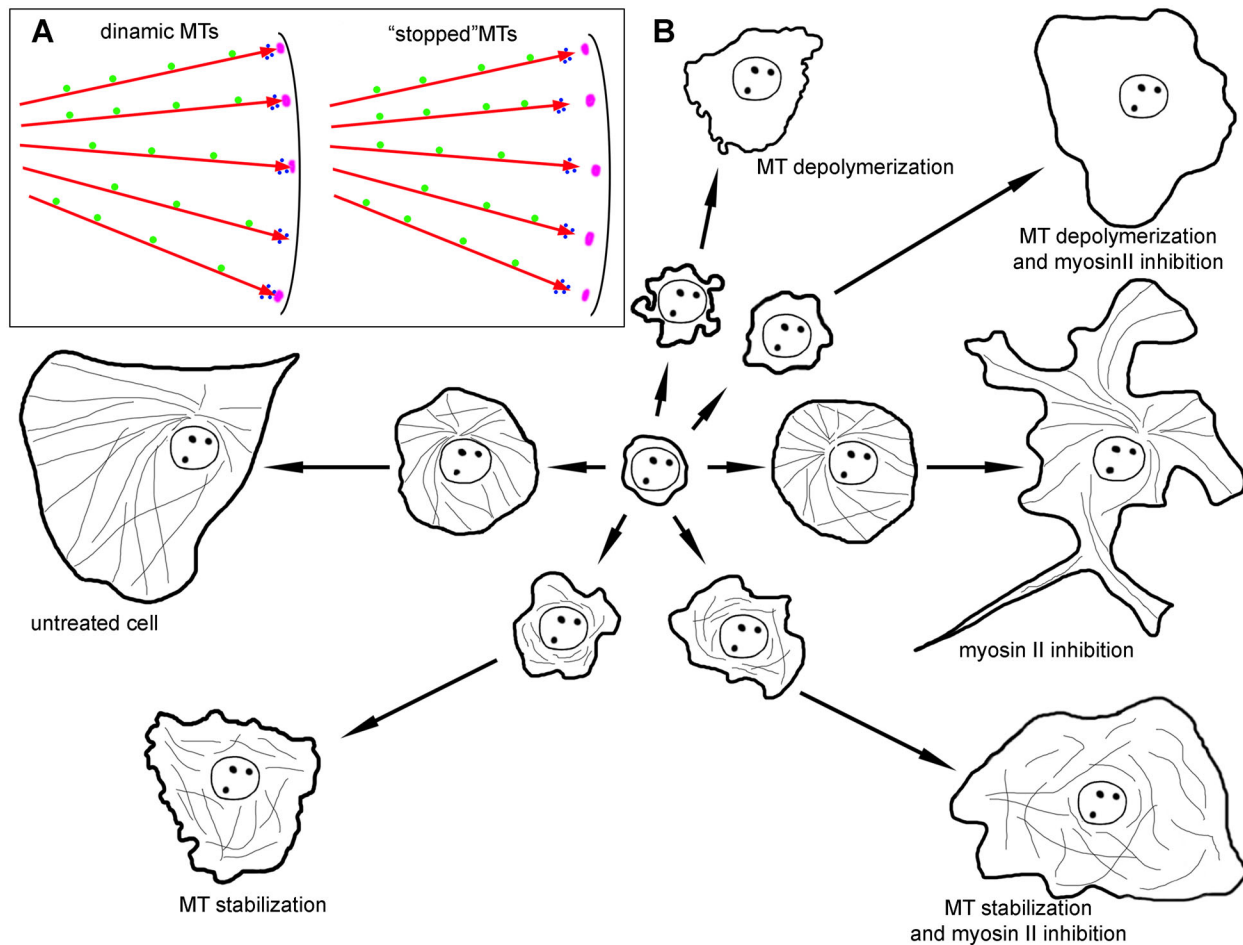 A
dinamic MTs
“stopped”MTs
B
MT depolymerization
MT depolymerization
and myosinII inhibition
untreated cell
myosin II inhibition
MT stabilization
MT stabilization
and myosin II inhibition